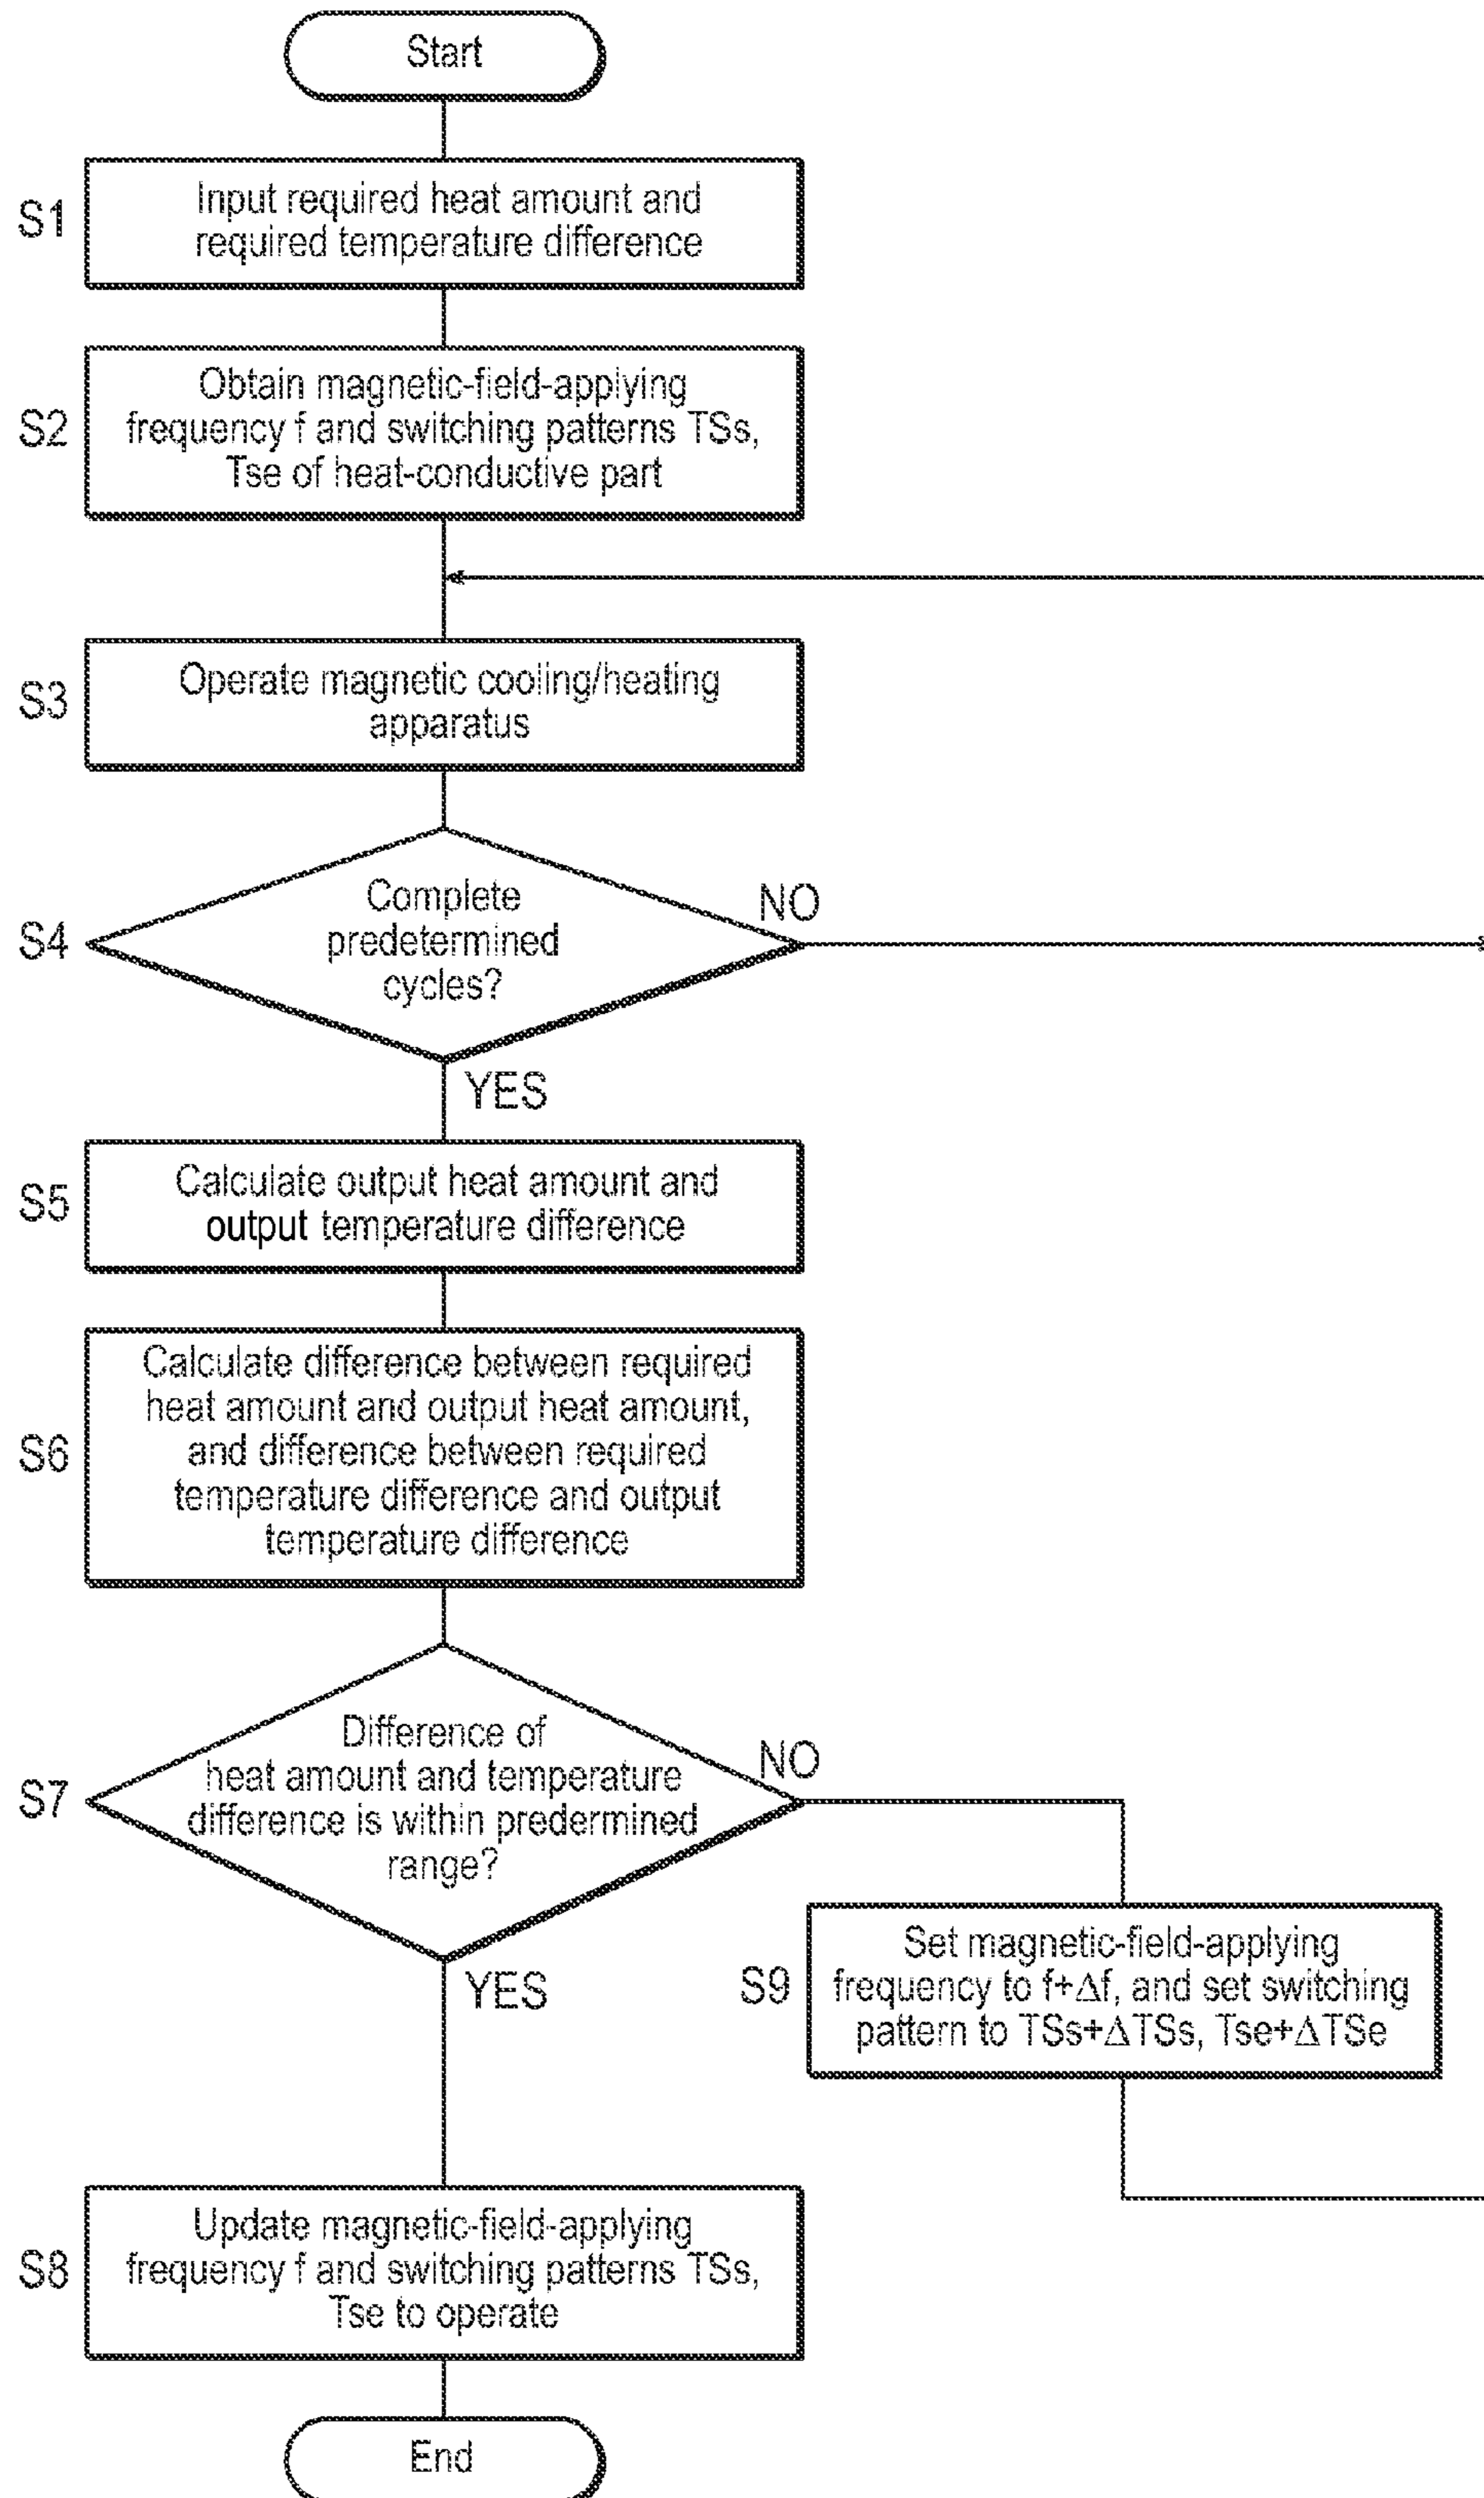 Start
S1
Input required heat amount and
required temperature difference
S2
Obtain magnetic-field-applying
frequency f and switching patterns TSs,
Tse of heat-conductive part
S3
Operate magnetic cooling/heating
apparatus
S4
Complete
predetermined
cycles?
NO
YES
S5
Calculate output heat amount and
output temperature difference
S6
Calculate difference between required
heat amount and output heat amount,
and difference between required
temperature difference and output
temperature difference
S7
Difference of
heat amount and temperature
difference is within predermined
range?
NO
YES
S9
Set magnetic-field-applying
frequency to f+Δf, and set switching
pattern to TSs+ΔTSs, Tse+ΔTSe
S8
Update magnetic-field-applying
frequency f and switching patterns TSs,
Tse to operate
End